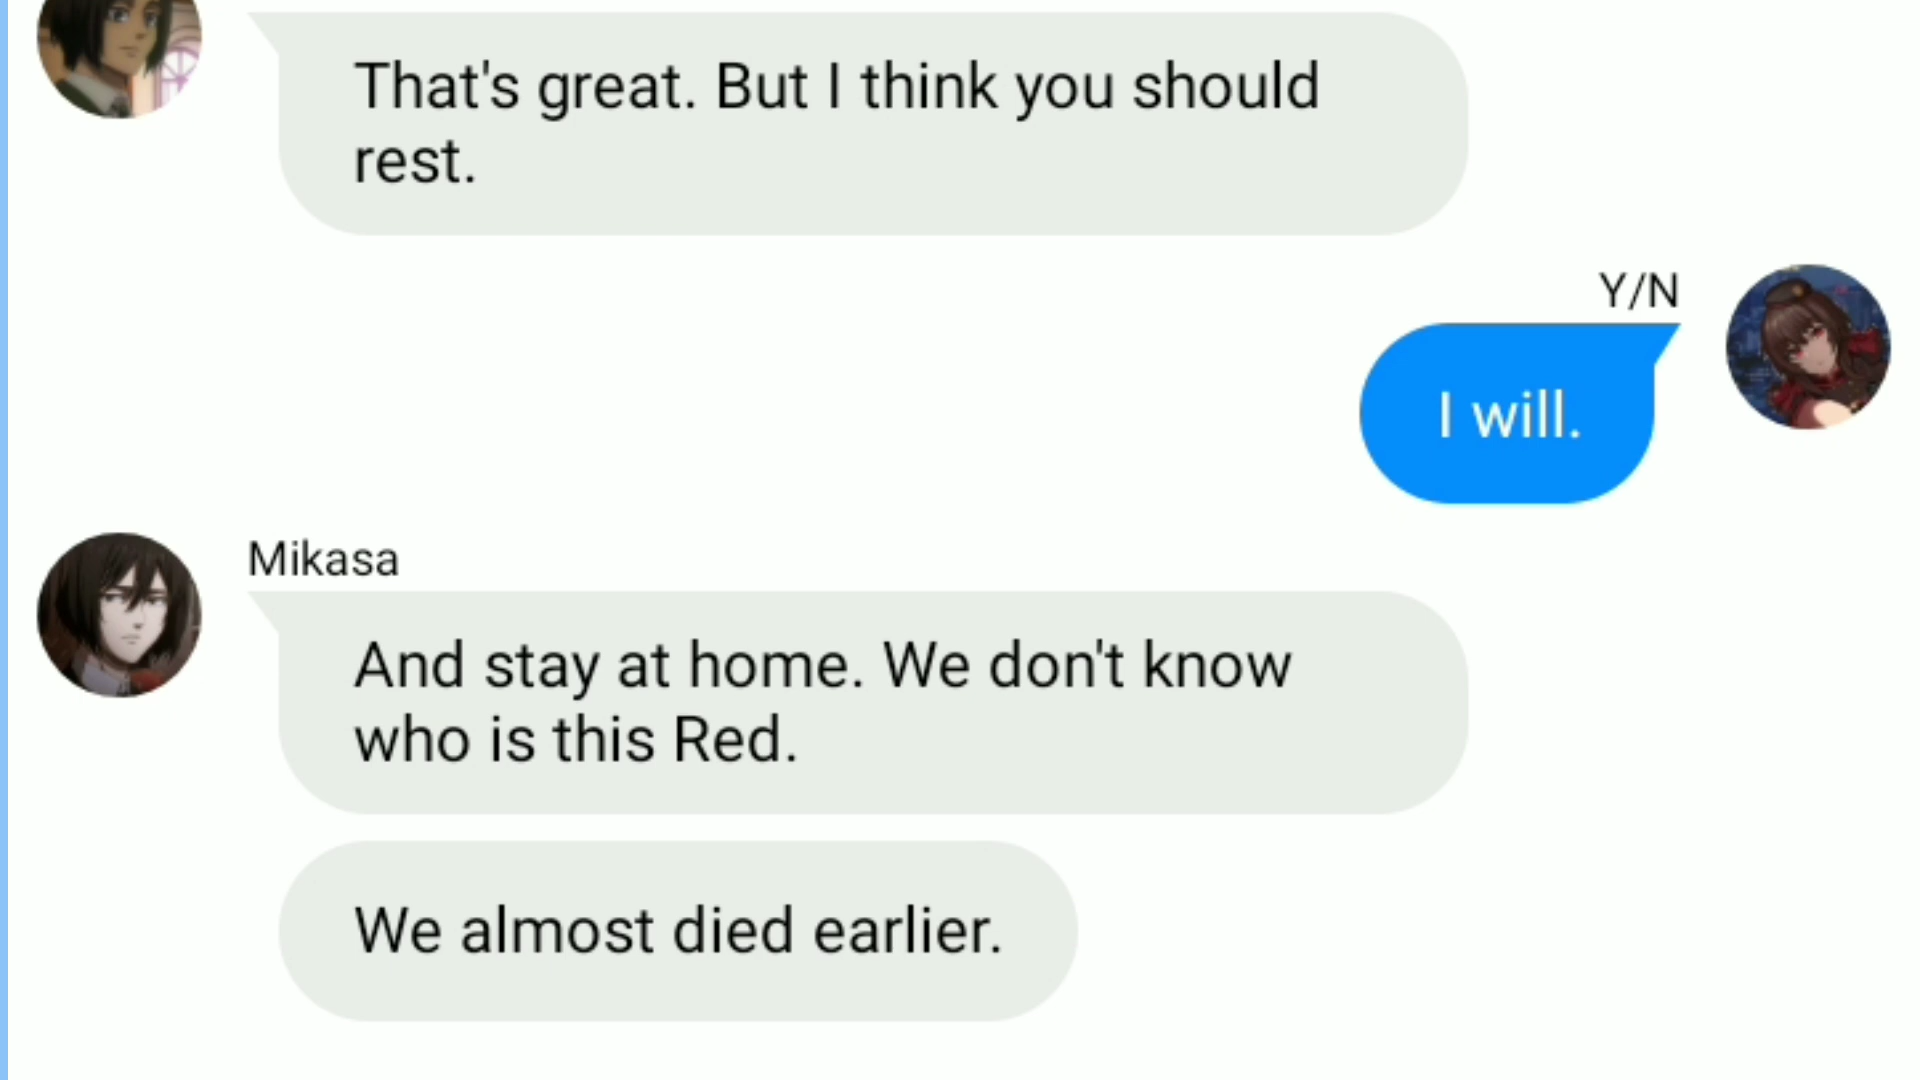 That's great. But I think you should
rest.
Y/N
I will.
Mikasa
And stay at home. We don't know
who is this Red.
We almost died earlier.